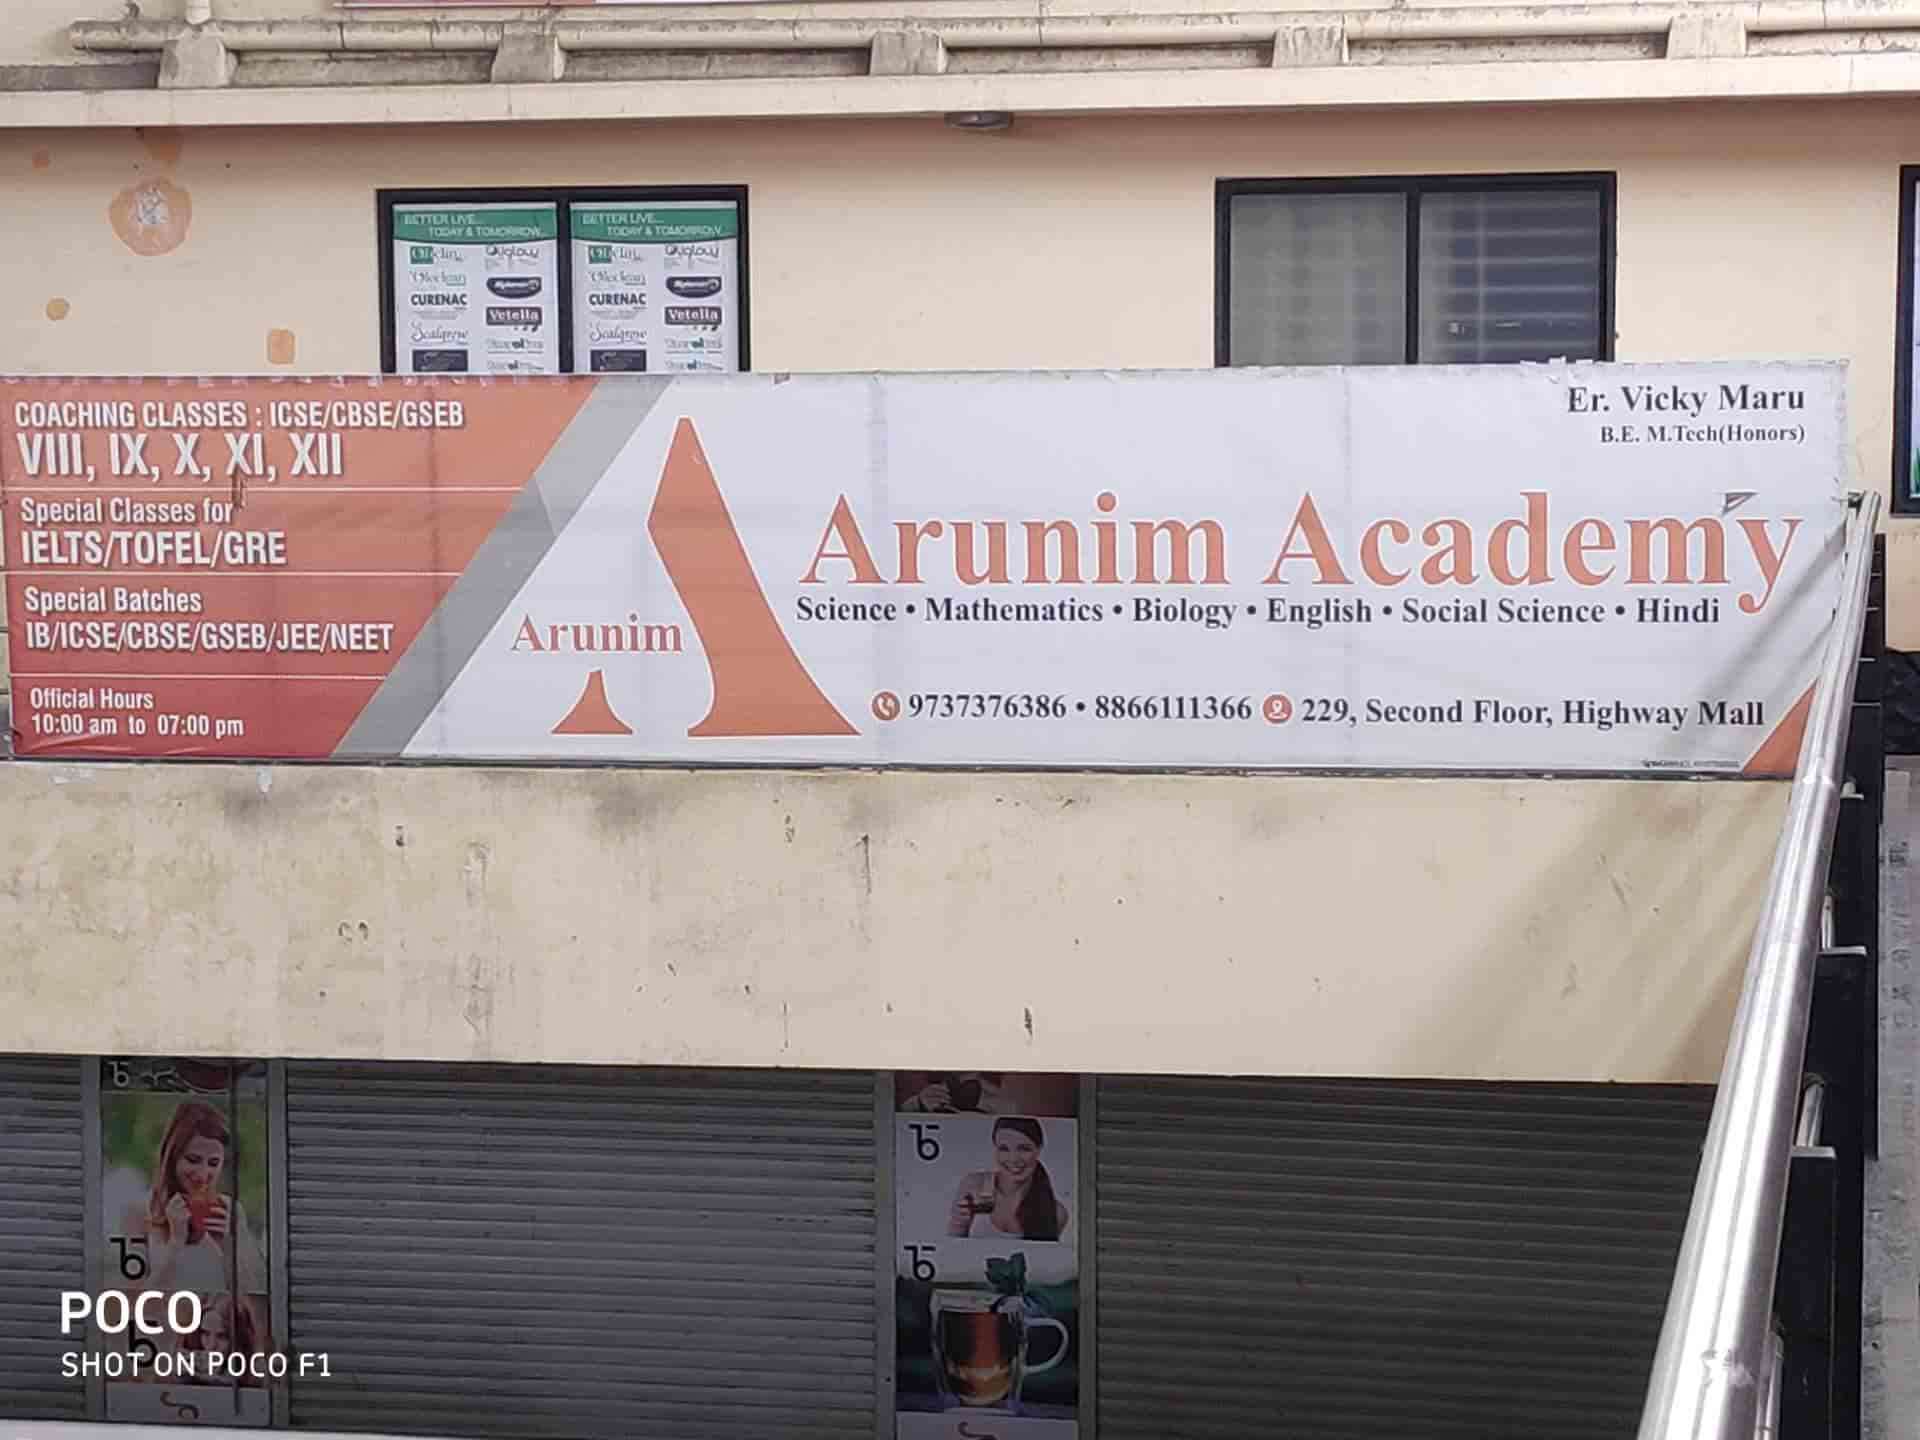 BETTER LIVE...
TODAY & TOMORROW...
CURENAC
Vetella
Scalgrow
BETTER LIVE...
TODAY & TOMORROW...
CURENAC
Vetella
Scalgrow
COACHING CLASSES : ICSE/CBSE/GSEB
VIII, IX, X, XI, XII
Special Classes for
IELTS/TOFEL/GRE
Special Batches
IB/ICSE/CBSE/GSEB/JEE/NEET
Official Hours
10:00 am to 07:00 pm
Arunim
Er. Vicky Maru
B.E. M.Tech(Honors)
Arunim Academy
Science • Mathematics • Biology • English • Social Science • Hindi
9737376386 • 8866111366 229, Second Floor, Highway Mall
POCO
SHOT ON POCO F1